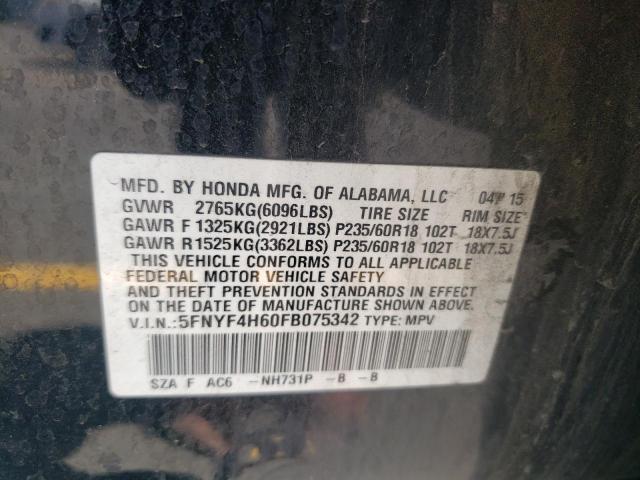 MFD. BY HONDA MFG. OF ALABAMA, LLC 04/15
GVWR 2765KG(6096LBS) TIRE SIZE RIM SIZE
GAWR F 1325KG(2921LBS) P235/60R18 102T 18X7.5J
GAWR R 1525KG(3362LBS) P235/60R18 102T 18X7.5J
THIS VEHICLE CONFORMS TO ALL APPLICABLE
FEDERAL MOTOR VEHICLE SAFETY
AND THEFT PREVENTION STANDARDS IN EFFECT
ON THE DATE OF MANUFACTURE SHOWN ABOVE.
V.I.N.:5FNYF4H60FB075342 TYPE: MPV
SZA F AC6 -NH731P -B -B